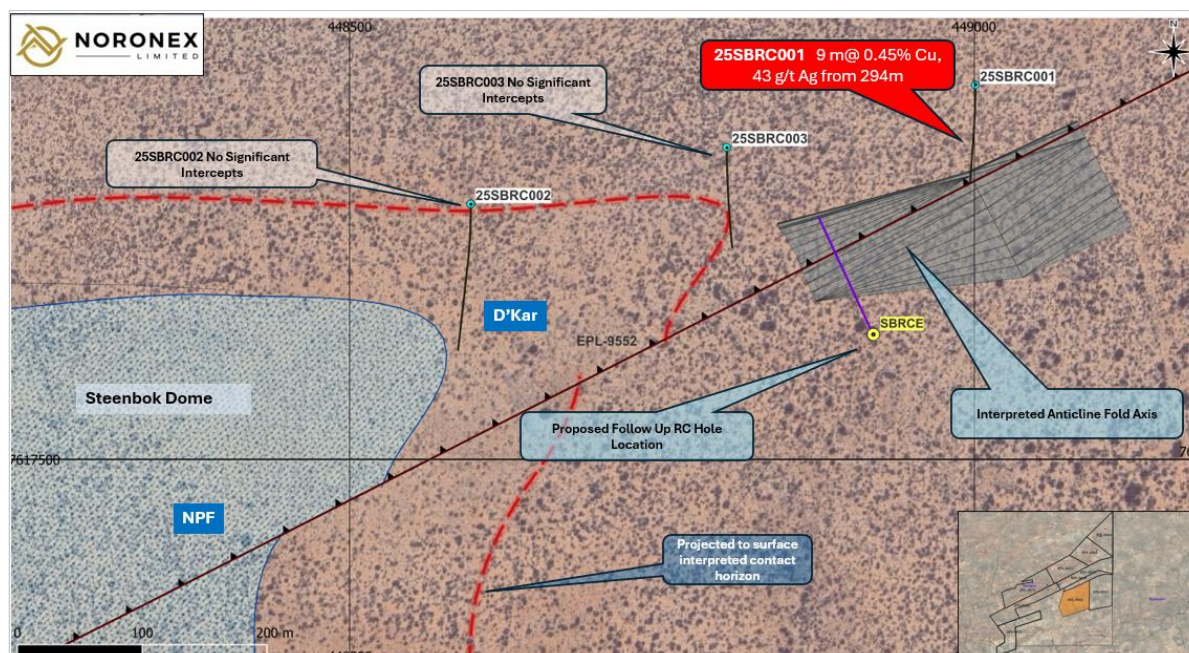 NORONEX
LIMITED
448500
449000
N
25SBRC001 9 m@ 0.45% Cu,
43 g/t Ag from 294m
25SBRC001
25SBRC003 No Significant
Intercepts
25SBRC003
25SBRC002 No Significant
Intercepts
25SBRC002
D'Kar
EPL-9552
SBRCE
Steenbok Dome
Proposed Follow Up RC Hole
Location
Interpreted Anticline Fold Axis
7617500
NPF
Projected to surface
interpreted contact
horizon
0 100 200 m